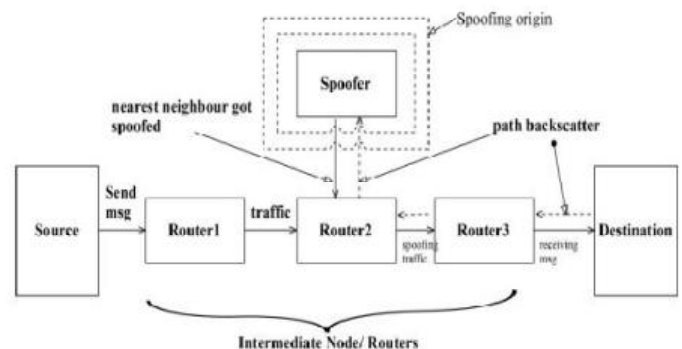 Spoofing origin
Spoofer
nearest neighbour got
spoofed
path backscatter
Send
msg
traffic
Source
Router1
Router2
Router3
Destination
spoofing
traffic
receiving
msg
Intermediate Node/ Routers